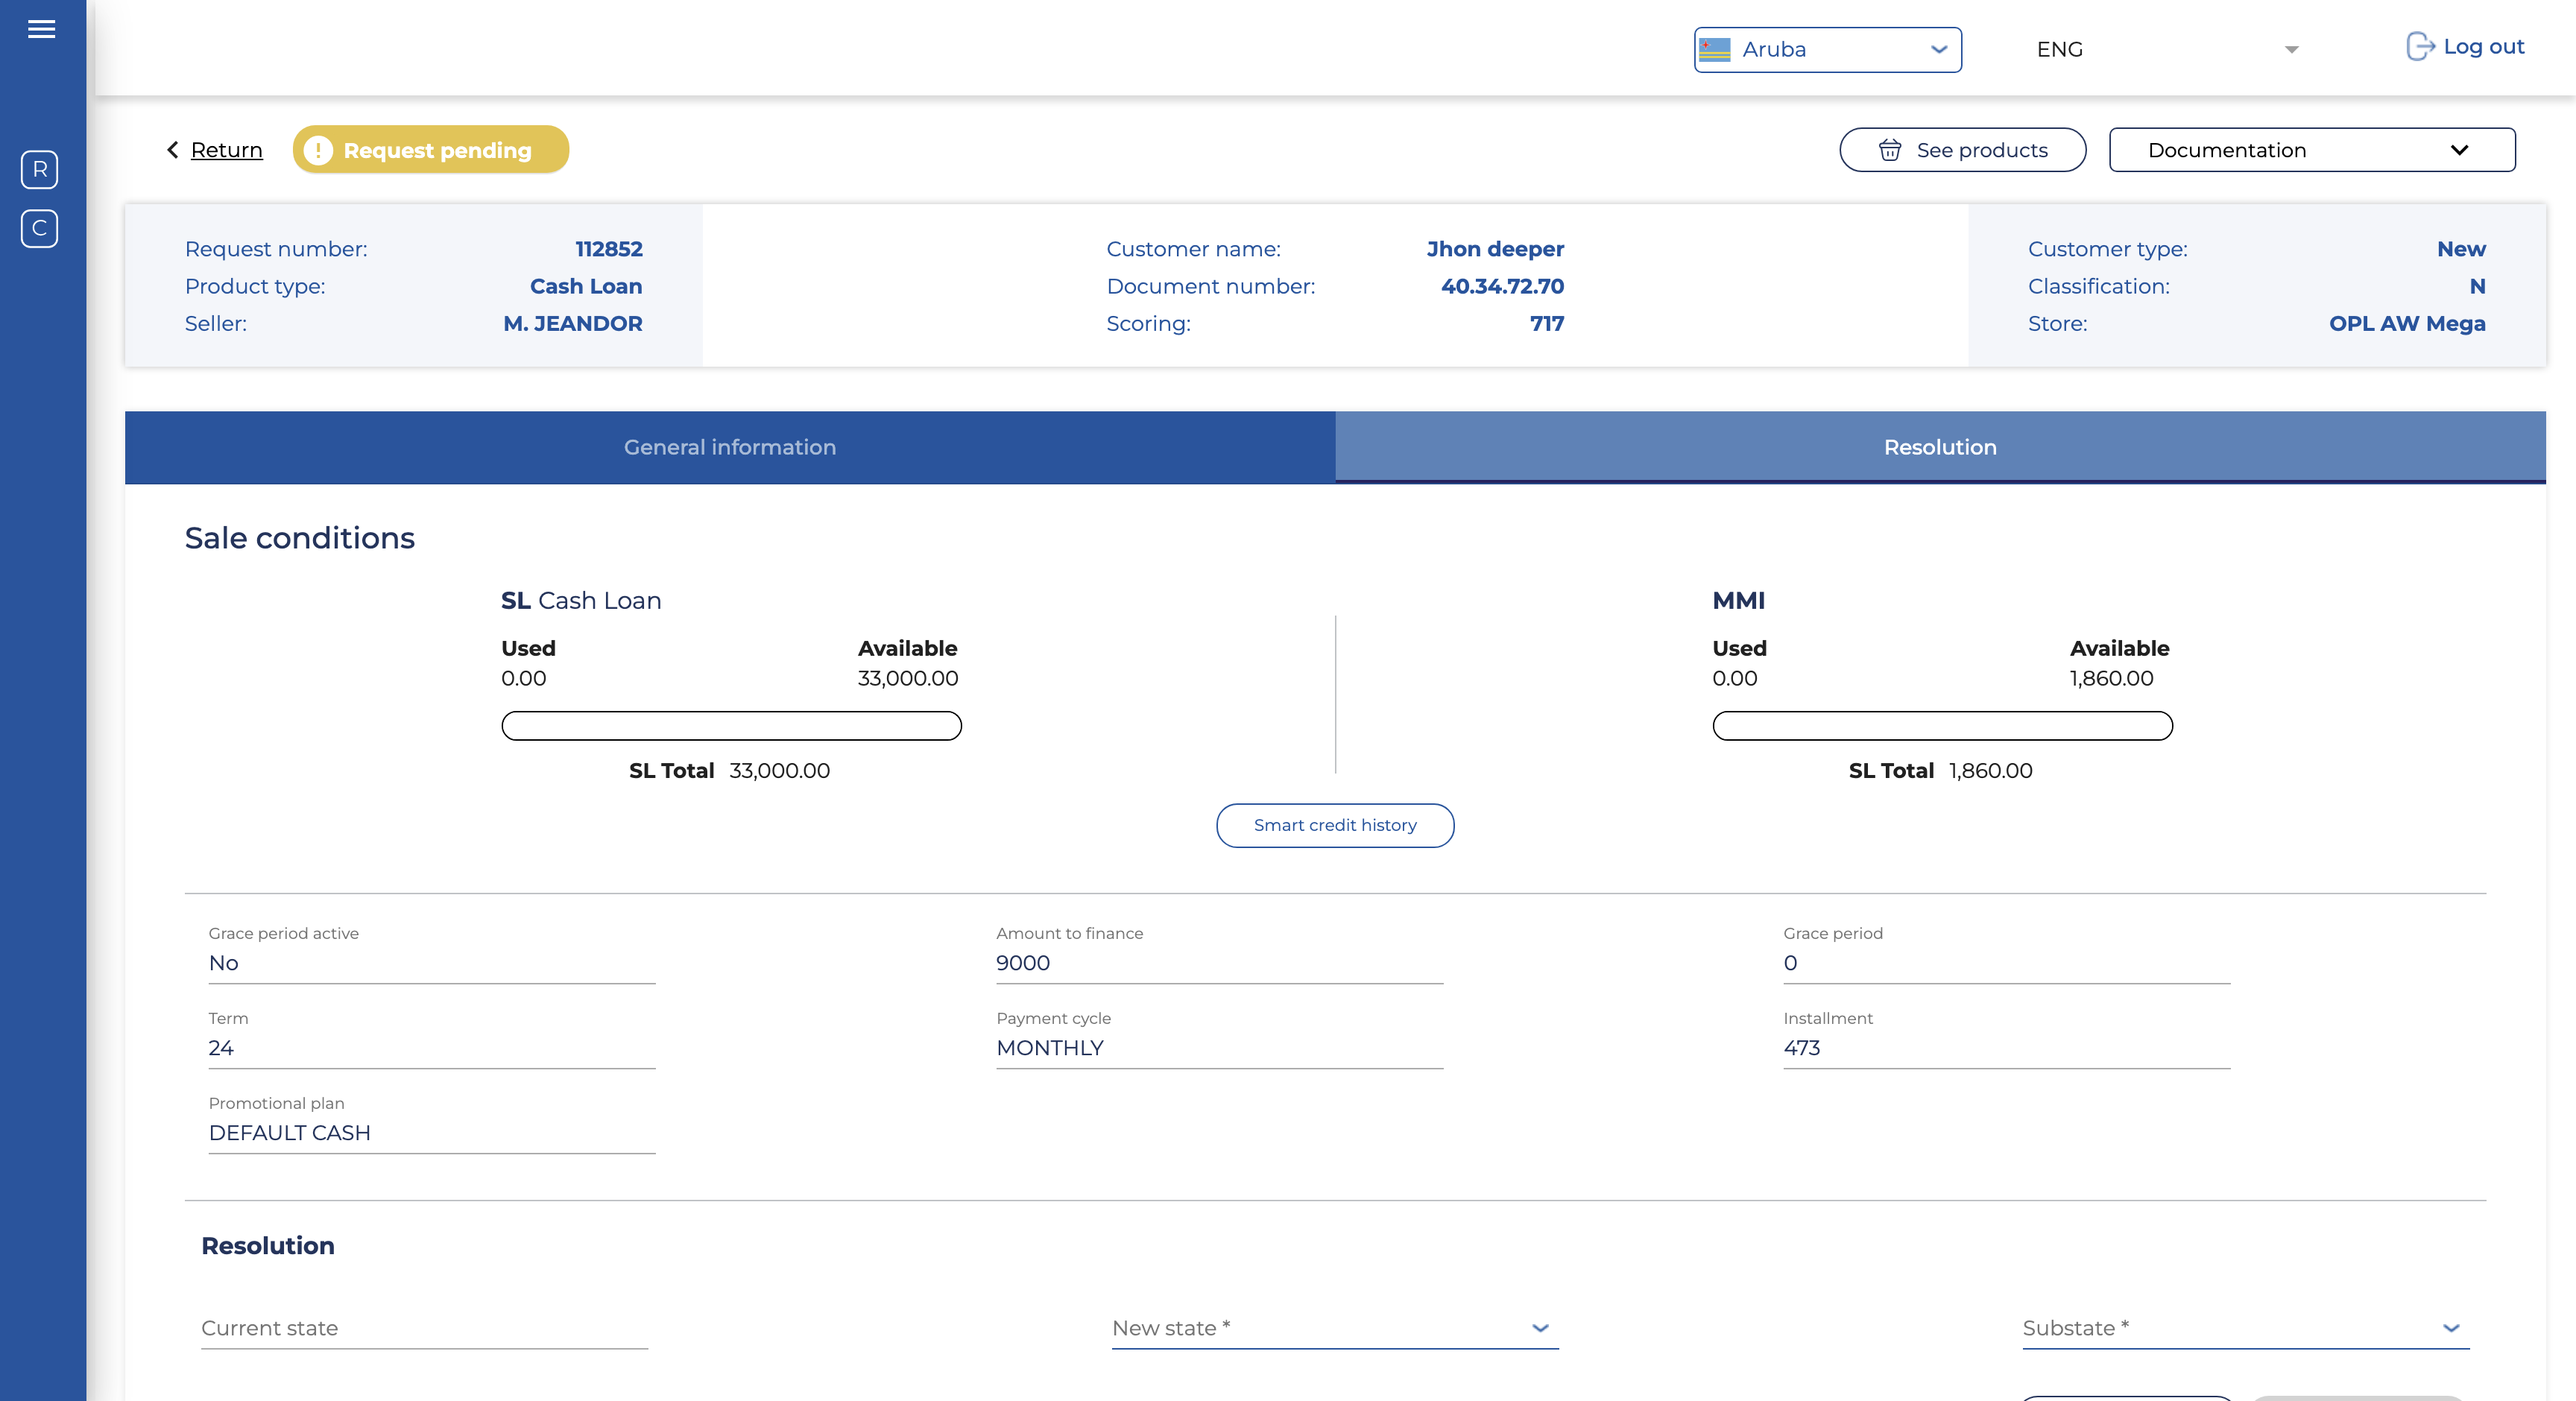 Aruba
ENG
Log out
R
C
Return
Request pending
See products
Documentation
Request number: 112852
Product type: Cash Loan
Seller: M. JEANDOR
Customer name: Jhon deeper
Document number: 40.34.72.70
Scoring: 717
Customer type: New
Classification: N
Store: OPL AW Mega
General information
Resolution
Sale conditions
SL Cash Loan
Used Available
0.00 33,000.00
SL Total 33,000.00
MMI
Used Available
0.00 1,860.00
SL Total 1,860.00
Smart credit history
Grace period active
No
Amount to finance
9000
Grace period
0
Term
24
Payment cycle
MONTHLY
Installment
473
Promotional plan
DEFAULT CASH
Resolution
Current state
New state *
Substate *